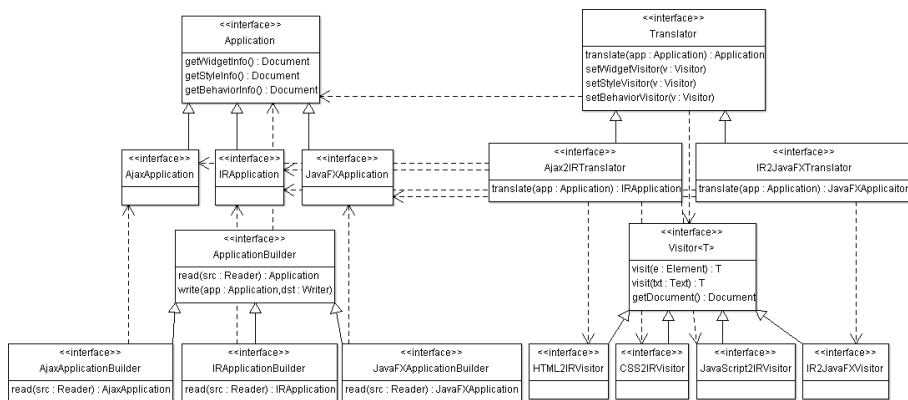 <<interface>>
Application
getWidgetInfo() : Document
getStyleInfo() : Document
getBehaviorInfo() : Document
<<interface>>
Translator
translate(app : Application) : Application
setWidgetVisitor(v : Visitor)
setStyleVisitor(v : Visitor)
setBehaviorVisitor(v : Visitor)
<<interface>>
AjaxApplication
<<interface>>
IRApplication
<<interface>>
JavaFXApplication
<<interface>>
Ajax2IRTranslator
translate(app : Application) : IRApplication
<<interface>>
IR2JavaFXTranslator
translate(app : Application) : JavaFXApplicaitor
<<interface>>
ApplicationBuilder
read(src : Reader) : Application
write(app : Application,dst : Writer)
<<interface>>
Visitor<T>
visit(e : Element) : T
visit(txt : Text) : T
getDocument() : Document
<<interface>>
AjaxApplicationBuilder
read(src : Reader) : AjaxApplication
<<interface>>
IRApplicationBuilder
read(src : Reader) : IRApplication
<<interface>>
JavaFXApplicationBuilder
read(src : Reader) : JavaFXApplication
<<interface>>
HTML2IRVisitor
<<interface>>
CSS2IRVisitor
<<interface>>
JavaScript2IRVisitor
<<interface>>
IR2JavaFXVisitor